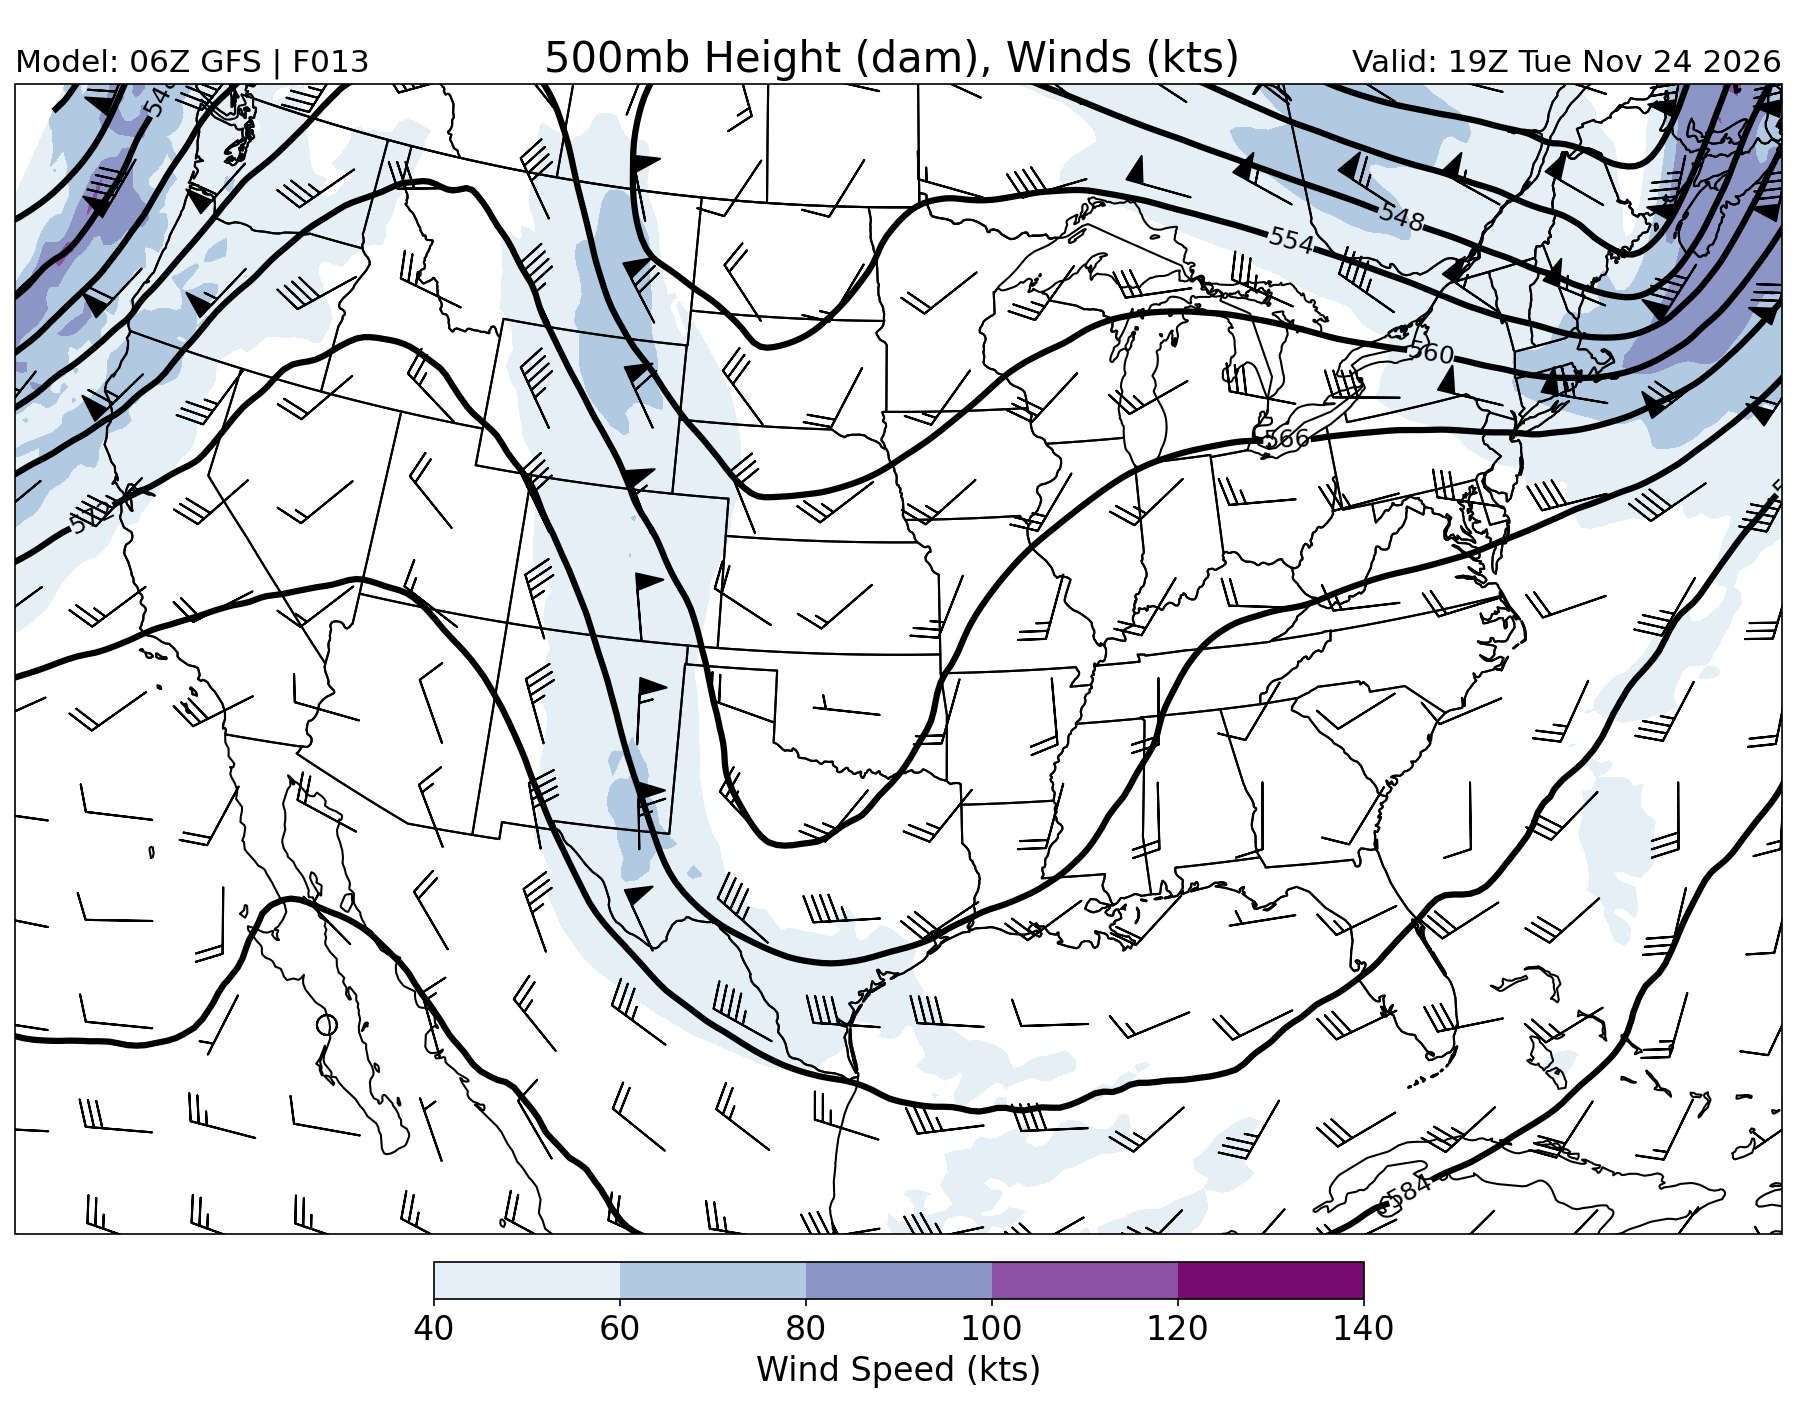 500mb Height (dam), Winds (kts)
Model: 06Z GFS | F013
Valid: 19Z Tue Nov 24 2026
548
554
560
566
584
40 60 80 100 120 140
Wind Speed (kts)